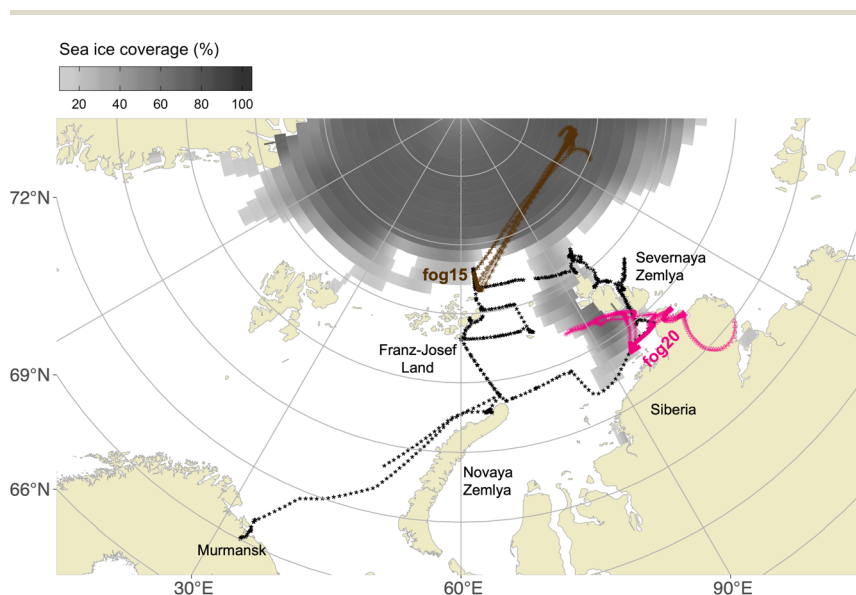 Sea ice coverage (%)
20 40 60 80 100
72°N
Severnaya
Zemlya
fog15
Franz-Josef
Land
fog20
69°N
Siberia
Novaya
Zemlya
66°N
Murmansk
30°E 60°E 90°E